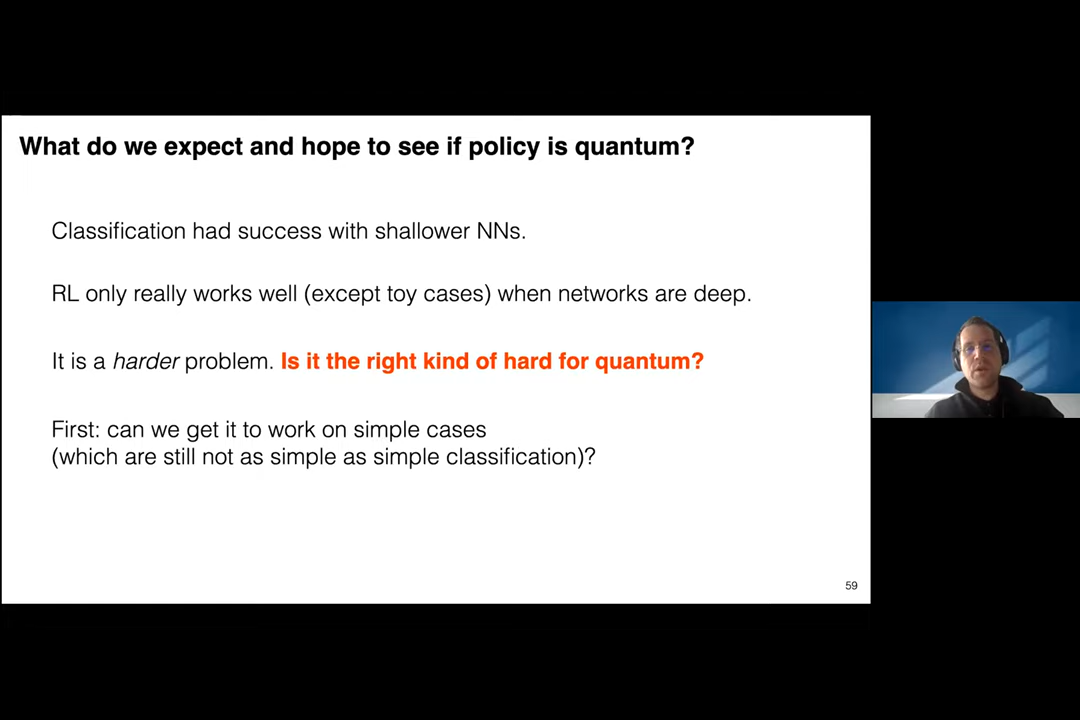 What do we expect and hope to see if policy is quantum?
Classification had success with shallower NNs.
RL only really works well (except toy cases) when networks are deep.
It is a harder problem. Is it the right kind of hard for quantum?
First: can we get it to work on simple cases
(which are still not as simple as simple classification)?
59